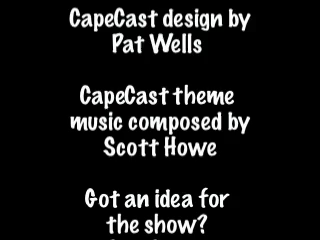 CapeCast design by
Pat Wells
CapeCast theme
music composed by
Scott Howe
Got an idea for
the show?